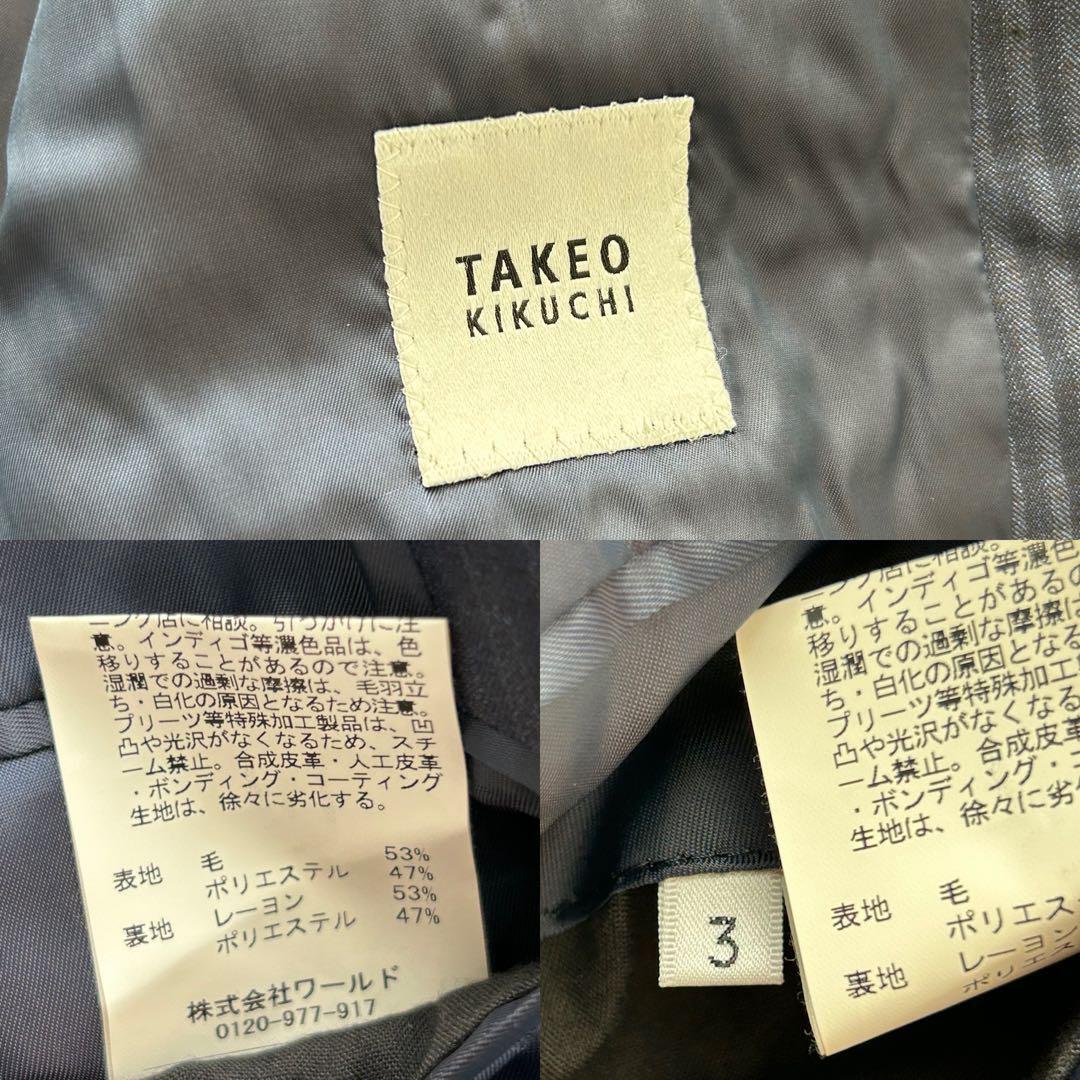 TAKEO
KIKUCHI
ニング店に相談。引っかけに注
意。インディゴ等濃色品は、色
移りすることがあるので注意。
湿潤での過剰な摩擦は、毛羽立
ち・白化の原因となるため注意。
プリーツ等特殊加工製品は、凹
凸や光沢がなくなるため、スチ
ーム禁止。合成皮革・人工皮革
・ボンディング・コーティング
生地は、徐々に劣化する。
表地 毛 53%
ポリエステル 47%
裏地 レーヨン 53%
ポリエステル 47%
株式会社ワールド
0120-977-917
ニング店に相談。
意。インディゴ等濃色
移りすることがあるの
湿潤での過剰な摩擦は
ち・白化の原因となる
プリーツ等特殊加工
凸や光沢がなくなる
ーム禁止。合成皮
・ボンディング・
生地は、徐々に劣
表地 毛
ポリエス
裏地 レーヨン
ポリエ
3